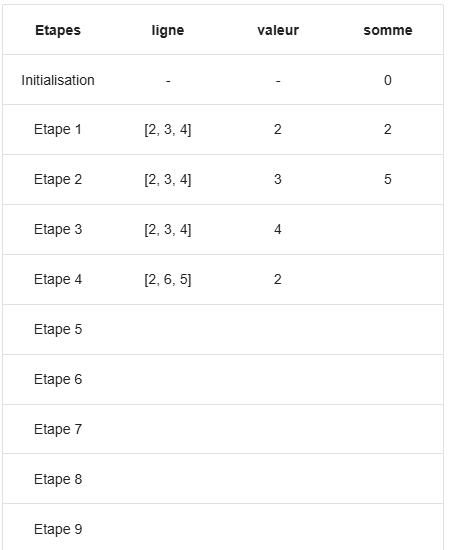 Etapes ligne valeur somme
Initialisation - - 0
Etape 1 [2, 3, 4] 2 2
Etape 2 [2, 3, 4] 3 5
Etape 3 [2, 3, 4] 4
Etape 4 [2, 6, 5] 2
Etape 5
Etape 6
Etape 7
Etape 8
Etape 9